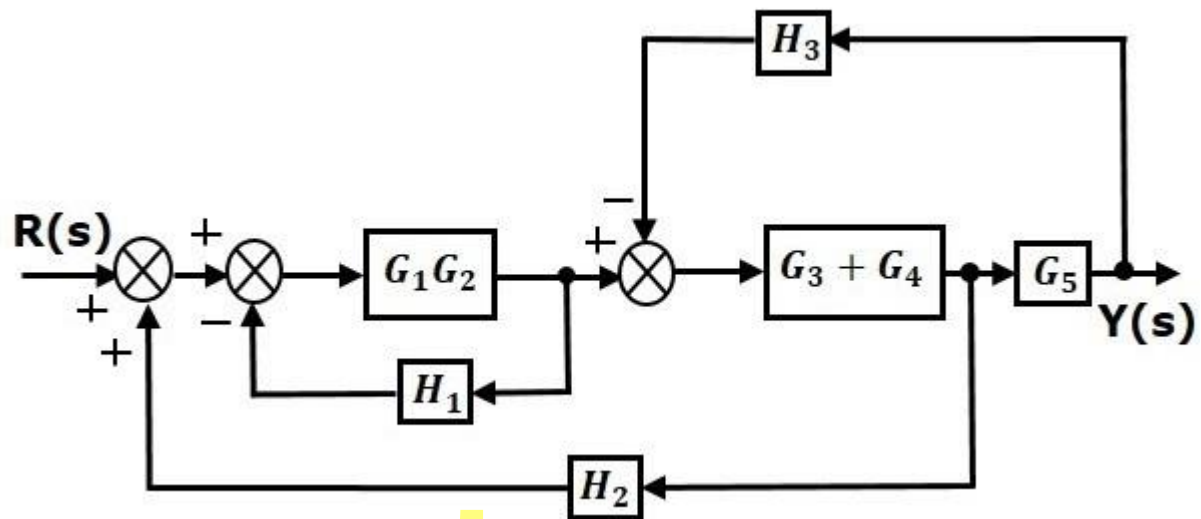 H₃
R(s)
+
+
+
−
G₁G₂
−
+
G₃ + G₄
G₅
Y(s)
H₁
H₂